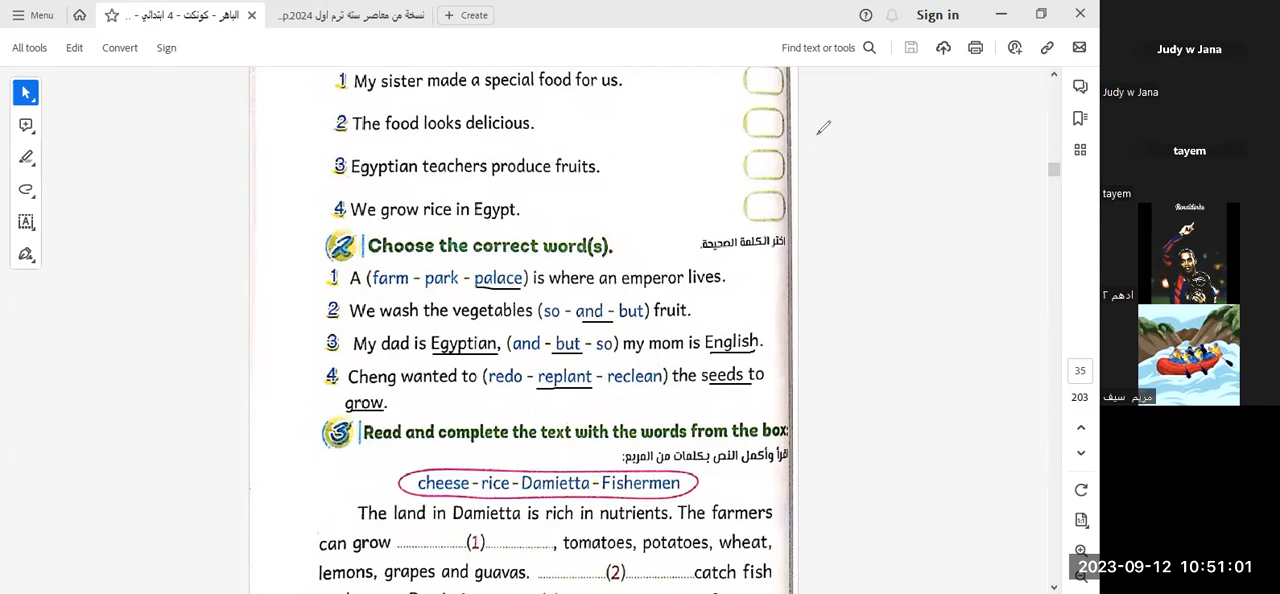 Menu
الباهر - كونكت - 4 ابتدائي - ..
نسخة من معاصر سته ترم اول 2024.p...
Create
Sign in
All tools Edit Convert Sign
Find text or tools
1 My sister made a special food for us.
2 The food looks delicious.
3 Egyptian teachers produce fruits.
4 We grow rice in Egypt.
2 Choose the correct word(s).
اختر الكلمة الصحيحة.
1 A (farm - park - palace) is where an emperor lives.
2 We wash the vegetables (so - and - but) fruit.
3 My dad is Egyptian, (and - but - so) my mom is English.
4 Cheng wanted to (redo - replant - reclean) the seeds to
grow.
3 Read and complete the text with the words from the box:
اقرأ وأكمل النص بكلمات من المربع:
cheese - rice - Damietta - Fishermen
The land in Damietta is rich in nutrients. The farmers
can grow ..............(1)..............., tomatoes, potatoes, wheat,
lemons, grapes and guavas. ..............(2)...............catch fish
35
203
Judy w Jana
Judy w Jana
tayem
tayem
Ronaldinho
ادهم ٢
مريم سيف
2023-09-12 10:51:01